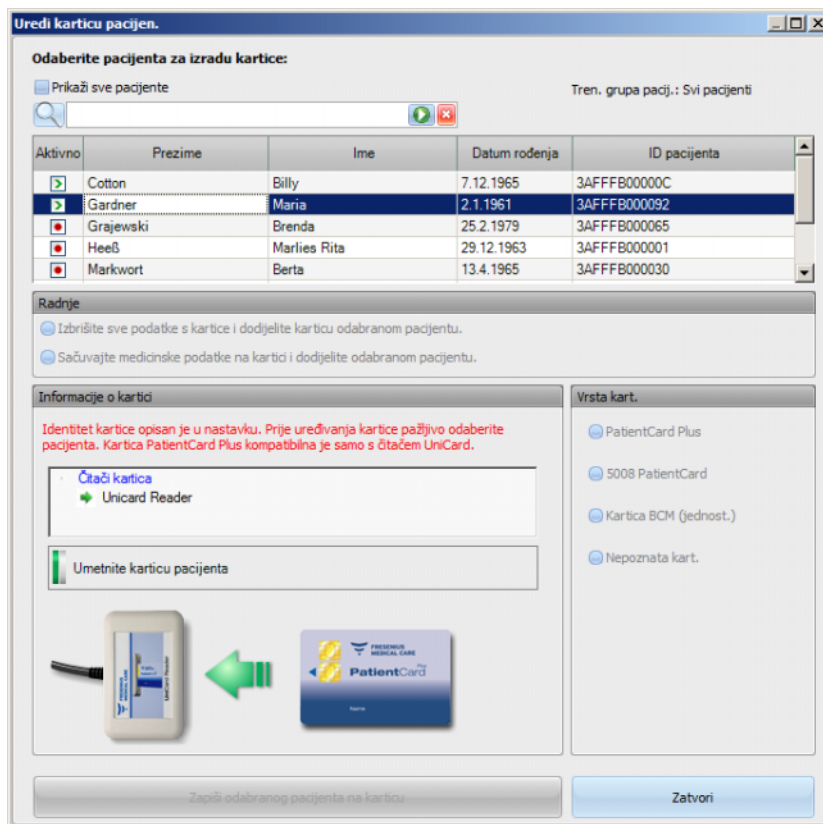 Uredi karticu pacijen.
Odaberite pacijenta za izradu kartice:
Prikaži sve pacijente
Tren. grupa pacij.: Svi pacijenti
Aktivno Prezime Ime Datum rođenja ID pacijenta
Cotton Billy 7.12.1965 3AFFFB00000C
Gardner Maria 2.1.1961 3AFFFB000092
Grajewski Brenda 25.2.1979 3AFFFB000065
Heeß Marlies Rita 29.12.1963 3AFFFB000001
Markwort Berta 13.4.1965 3AFFFB000030
Radnje
Izbrišite sve podatke s kartice i dodijelite karticu odabranom pacijentu.
Sačuvajte medicinske podatke na kartici i dodijelite odabranom pacijentu.
Informacije o kartici
Identitet kartice opisan je u nastavku. Prije uređivanja kartice pažljivo odaberite
pacijenta. Kartica PatientCard Plus kompatibilna je samo s čitačem UniCard.
Čitači kartica
Unicard Reader
Umetnite karticu pacijenta
FRESENIUS
MEDICAL CARE
UniCard Reader
FRESENIUS
MEDICAL CARE
PatientCard Plus
Name
Vrsta kart.
PatientCard Plus
5008 PatientCard
Kartica BCM (jednost.)
Nepoznata kart.
Zapiši odabranog pacijenta na karticu
Zatvori